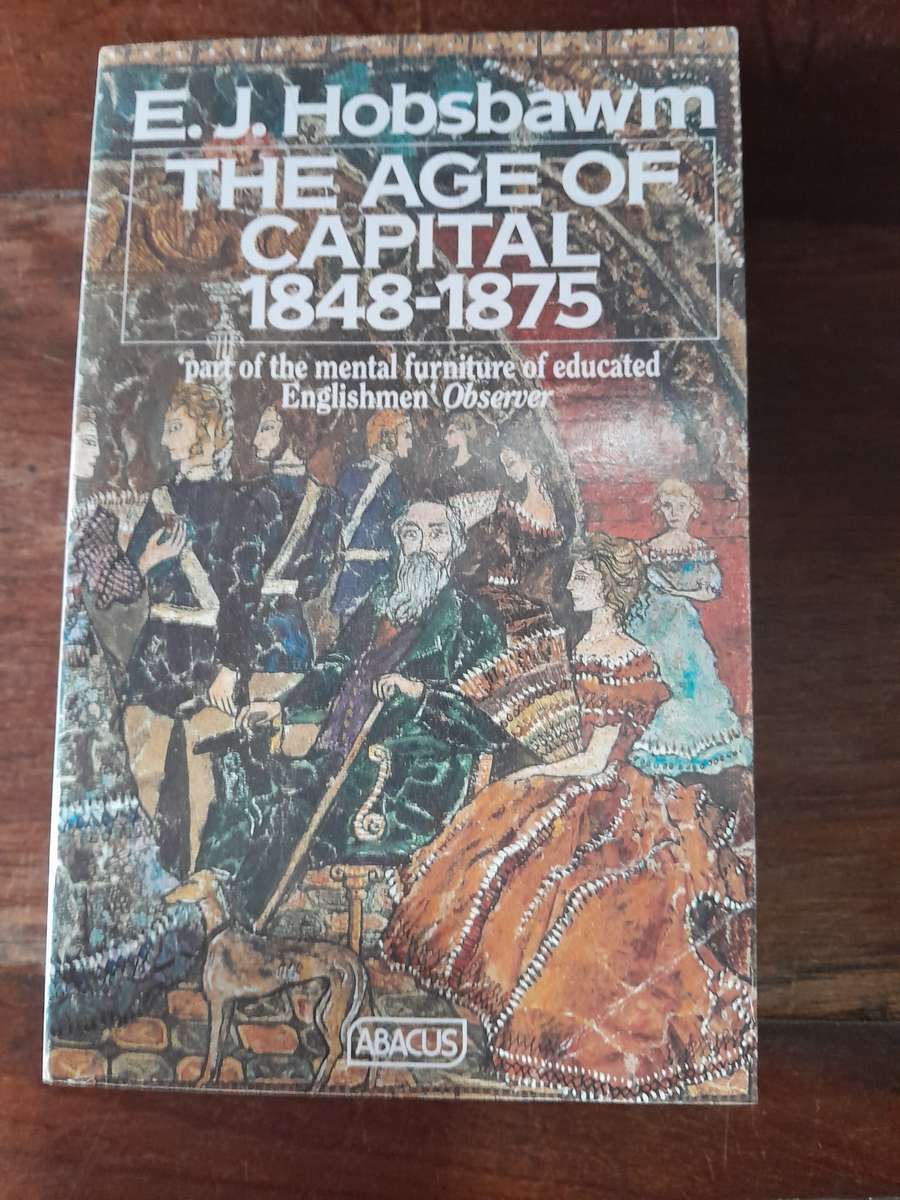 E. J. Hobsbawm
THE AGE OF
CAPITAL
1848-1875
'part of the mental furniture of educated
Englishmen' Observer
ABACUS